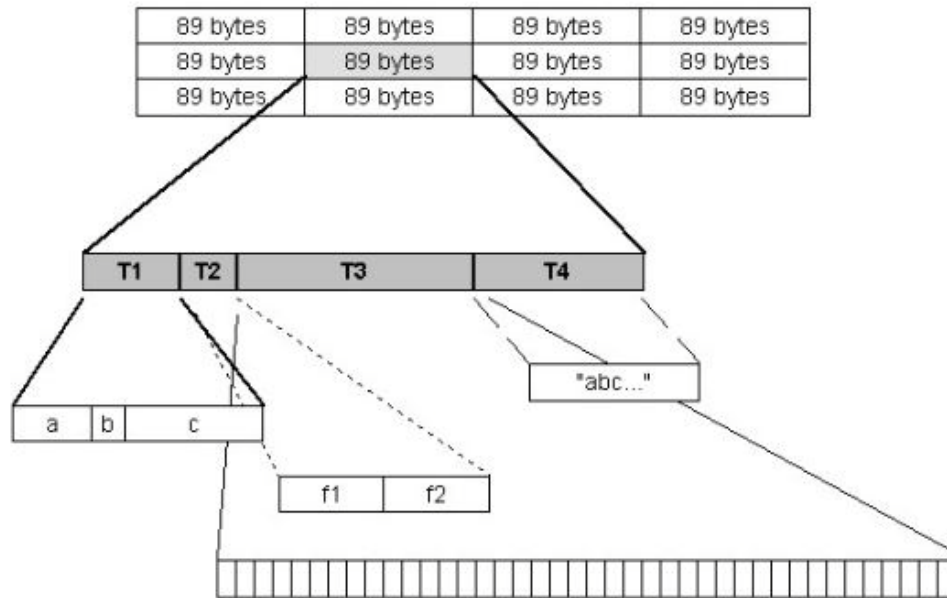 89 bytes 89 bytes 89 bytes 89 bytes
89 bytes 89 bytes 89 bytes 89 bytes
89 bytes 89 bytes 89 bytes 89 bytes
T1 T2 T3 T4
"abc..."
a b c
f1 f2